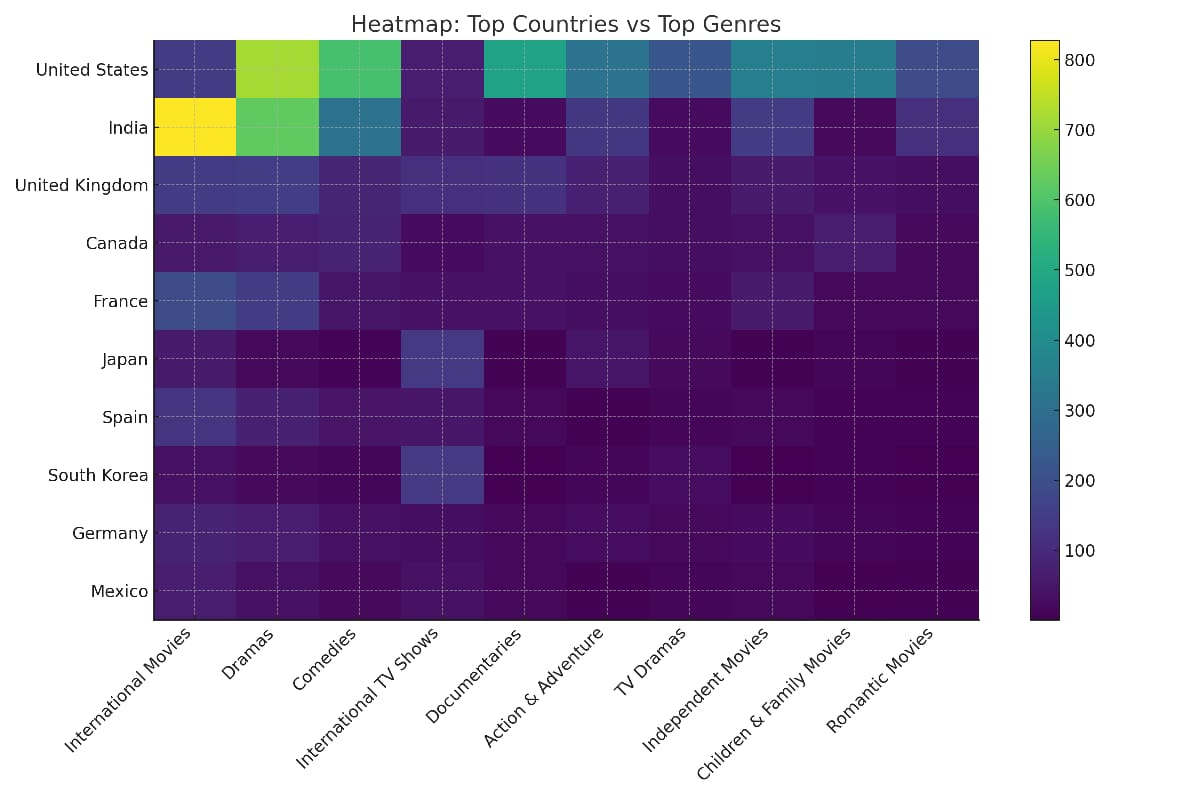 Heatmap: Top Countries vs Top Genres
United States
India
United Kingdom
Canada
France
Japan
Spain
South Korea
Germany
Mexico
International Movies
Dramas
Comedies
International TV Shows
Documentaries
Action & Adventure
TV Dramas
Independent Movies
Children & Family Movies
Romantic Movies
800
700
600
500
400
300
200
100